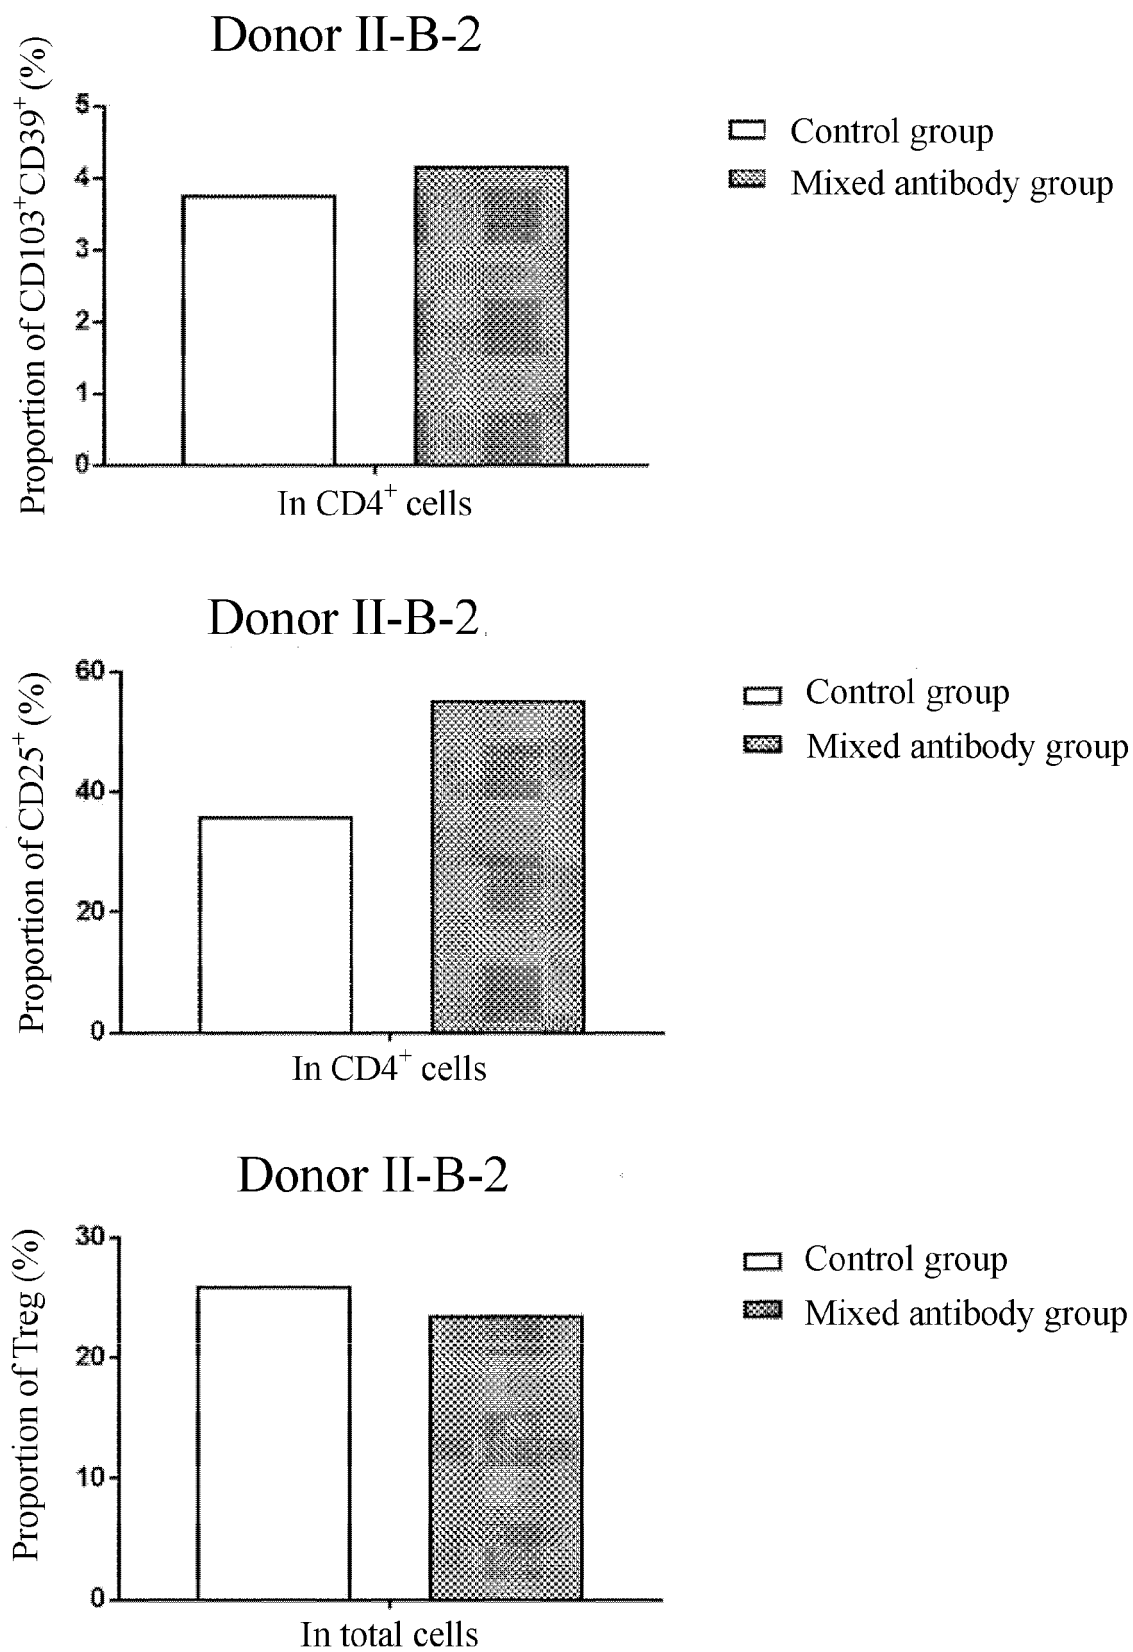 Donor II-B-2
Proportion of CD103⁺CD39⁺ (%)
5
4
3
2
1
0
In CD4⁺ cells
Control group
Mixed antibody group
Donor II-B-2
Proportion of CD25⁺ (%)
60
40
20
0
In CD4⁺ cells
Control group
Mixed antibody group
Donor II-B-2
Proportion of Treg (%)
30
20
10
0
In total cells
Control group
Mixed antibody group